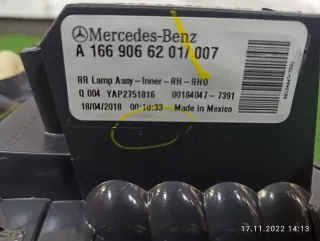 Mercedes-Benz
A 166 906 62 01/ 007
RR Lamp Assy-Inner-RH-RHD
Q 004 YAP2751816 00184047-7391
18/04/2018 00:10:33 Made in Mexico
17.11.2022 14:13